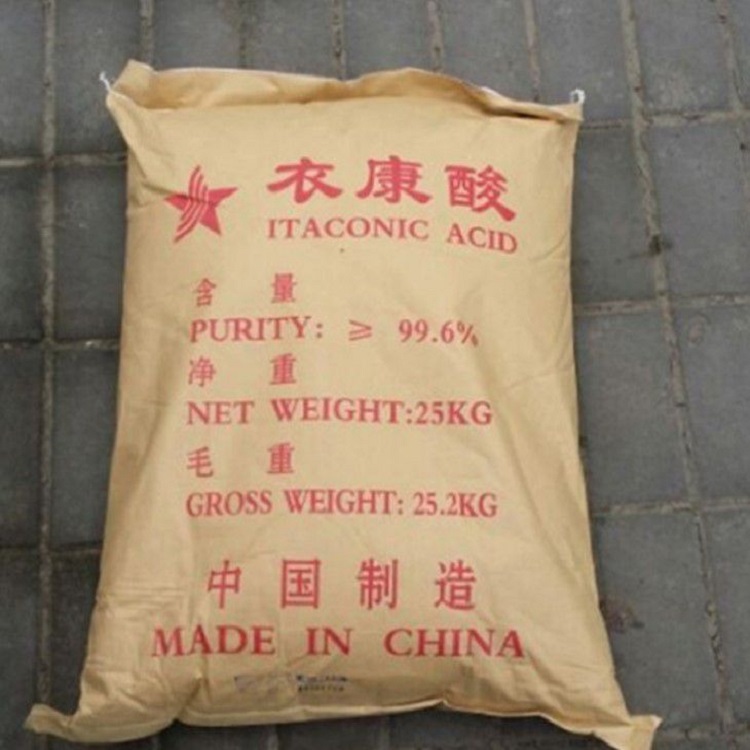 衣康酸
ITACONIC ACID
含 量
PURITY: ≥ 99.6%
净 重
NET WEIGHT:25KG
毛 重
GROSS WEIGHT: 25.2KG
中国制造
MADE IN CHINA